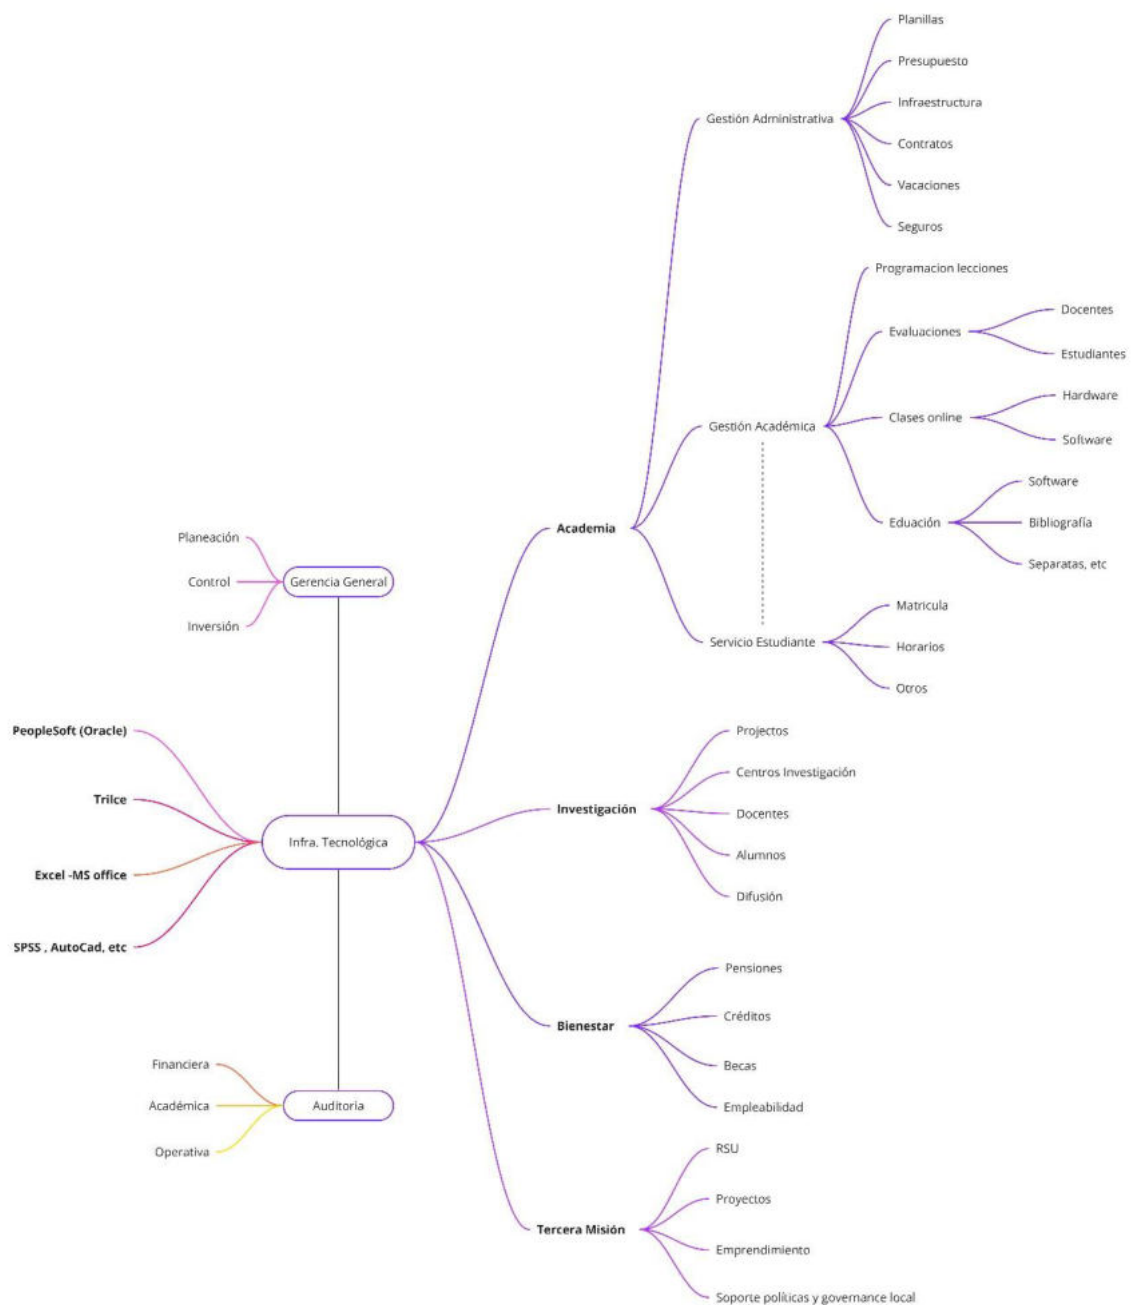 Planillas
Presupuesto
Infraestructura
Gestión Administrativa
Contratos
Vacaciones
Seguros
Programacion lecciones
Docentes
Evaluaciones
Estudiantes
Hardware
Clases online
Gestión Académica
Software
Software
Eduación
Bibliografía
Separatas, etc
Academia
Planeación
Gerencia General
Control
Inversión
Matricula
Servicio Estudiante
Horarios
Otros
PeopleSoft (Oracle)
Trilce
Infra. Tecnológica
Excel -MS office
SPSS , AutoCad, etc
Projectos
Centros Investigación
Investigación
Docentes
Alumnos
Difusión
Pensiones
Créditos
Bienestar
Becas
Empleabilidad
Financiera
Académica
Auditoria
Operativa
RSU
Proyectos
Tercera Misión
Emprendimiento
Soporte políticas y governance local